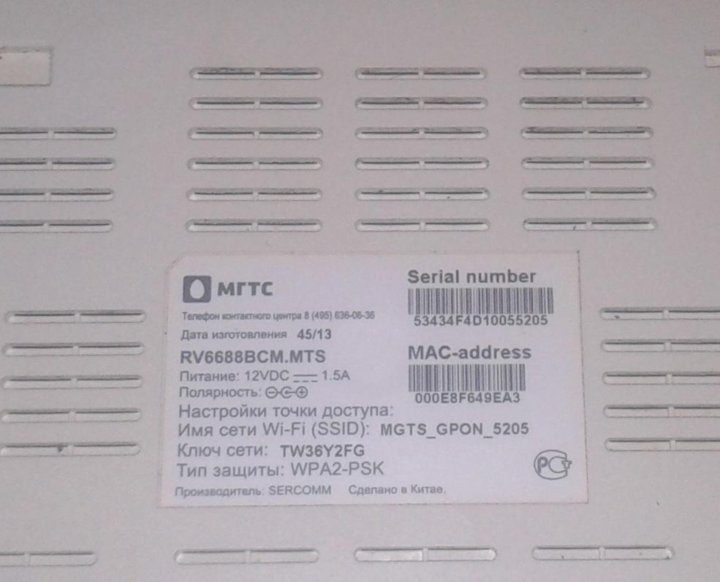 МГТС
Телефон контактного центра 8 (495) 636-06-36
Дата изготовления 45/13
RV6688BCM.MTS
Питание: 12VDC 1.5A
Полярность:
Настройки точки доступа:
Имя сети Wi-Fi (SSID): MGTS_GPON_5205
Ключ сети: TW36Y2FG
Тип защиты: WPA2-PSK
Производитель: SERCOMM Сделано в Китае.
Serial number
53434F4D10055205
MAC-address
000E8F649EA3
РСТ